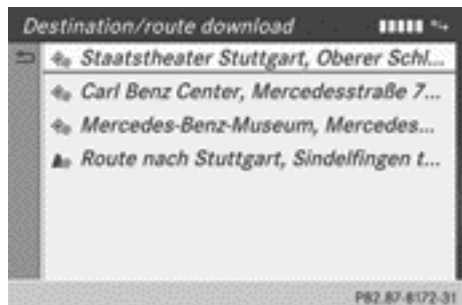 Destination/route download
Staatstheater Stuttgart, Oberer Schl...
Carl Benz Center, Mercedesstraße 7...
Mercedes-Benz-Museum, Mercedes...
Route nach Stuttgart, Sindelfingen t...
P82.87-8172-31